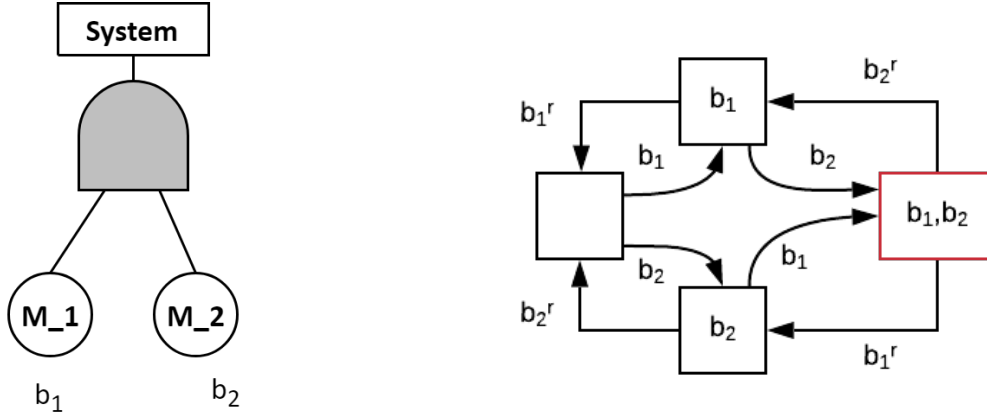 System
M_1
M_2
b₁
b₂
b₁
b₂ʳ
b₁ʳ
b₁
b₂
b₁,b₂
b₂
b₁
b₂ʳ
b₂
b₁ʳ